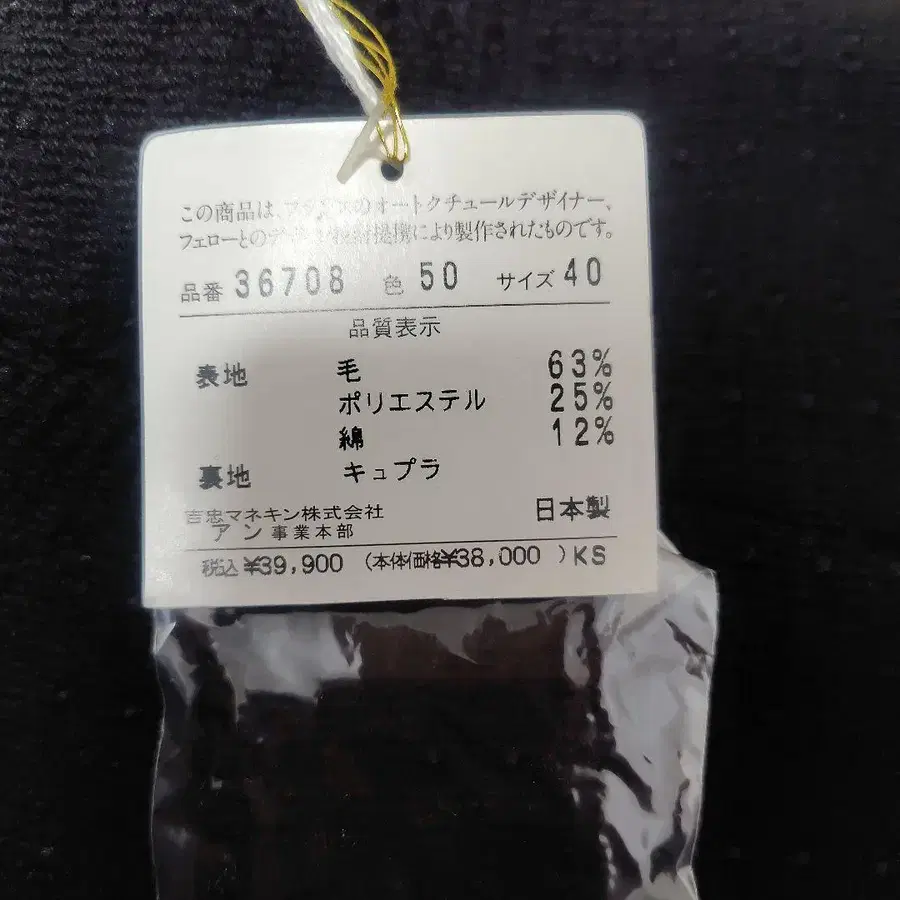 この商品は、フランスのオートクチュールデザイナー、
フェローとの提携により製作されたものです。
品番 36708 色 50 サイズ 40
品質表示
表地 毛 63%
ポリエステル 25%
綿 12%
裏地 キュプラ
吉忠マネキン株式会社
アン事業本部 日本製
税込 ¥39,900 (本体価格¥38,000 ) KS